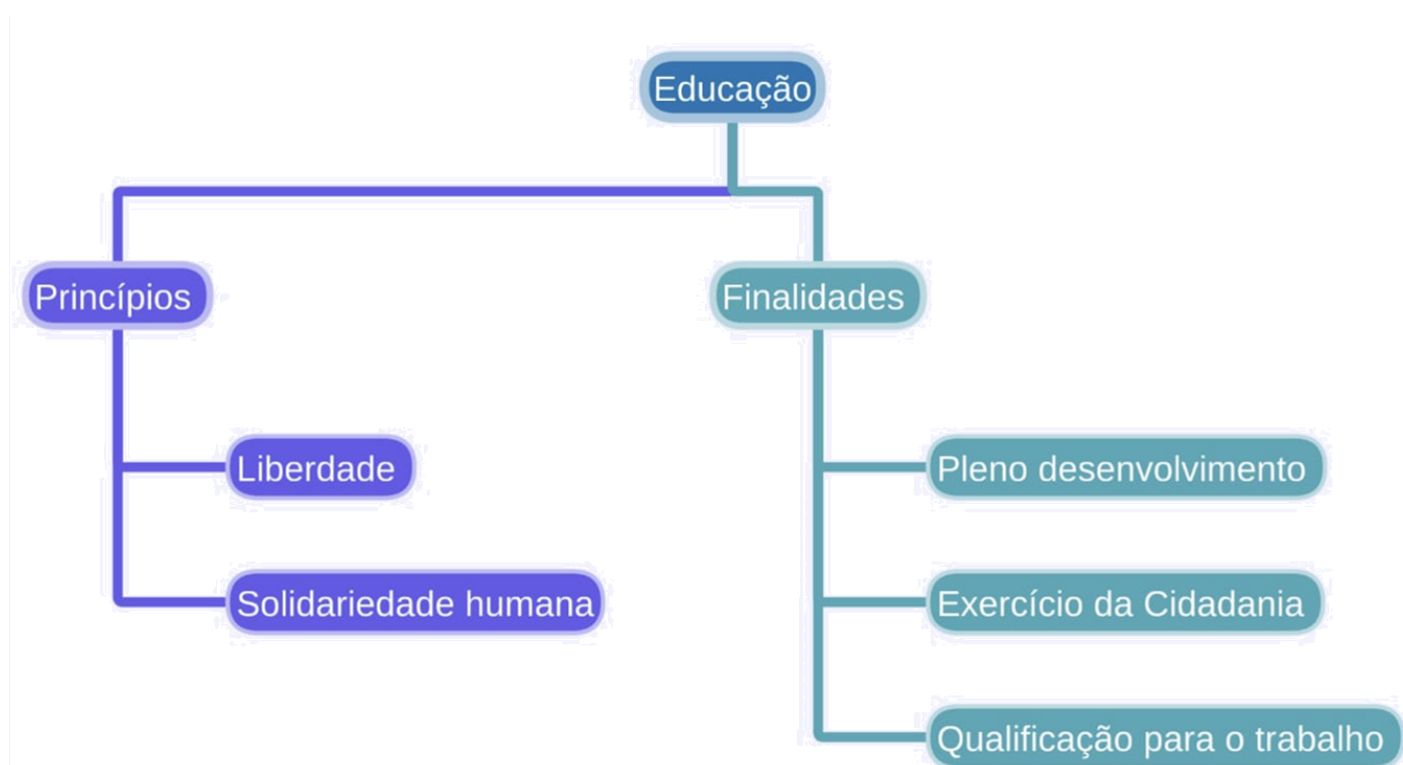 Educação
Princípios
Liberdade
Solidariedade humana
Finalidades
Pleno desenvolvimento
Exercício da Cidadania
Qualificação para o trabalho